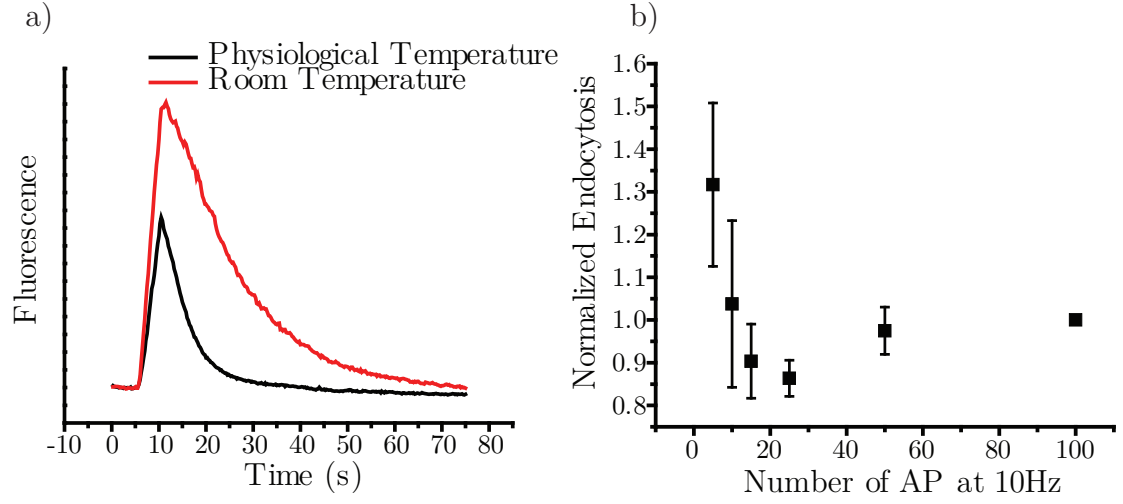 a)
Physiological Temperature
Room Temperature
Fluorescence
-10 0 10 20 30 40 50 60 70 80
Time (s)
b)
Normalized Endocytosis
1.6
1.5
1.4
1.3
1.2
1.1
1.0
0.9
0.8
0 20 40 60 80 100
Number of AP at 10Hz